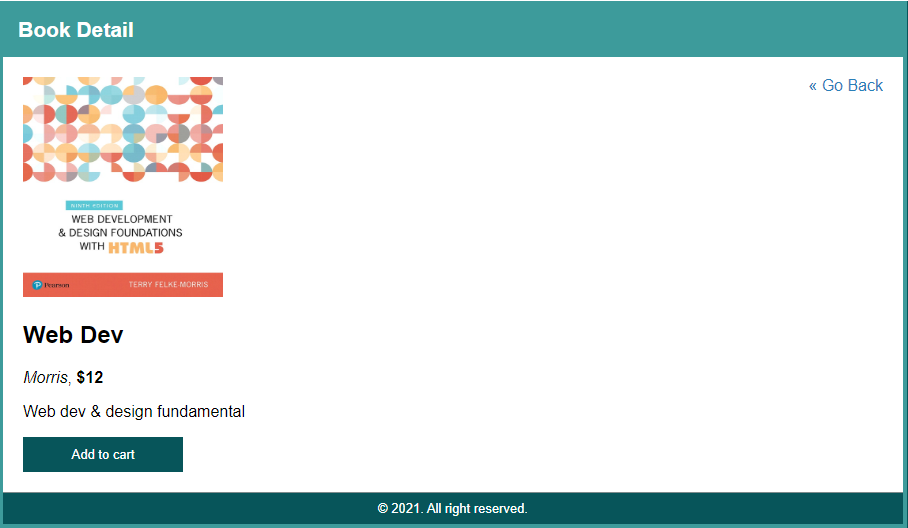 Book Detail
« Go Back
NINTH EDITION
WEB DEVELOPMENT
& DESIGN FOUNDATIONS
WITH HTML5
P Pearson
TERRY FELKE-MORRIS
Web Dev
Morris, $12
Web dev & design fundamental
Add to cart
© 2021. All right reserved.